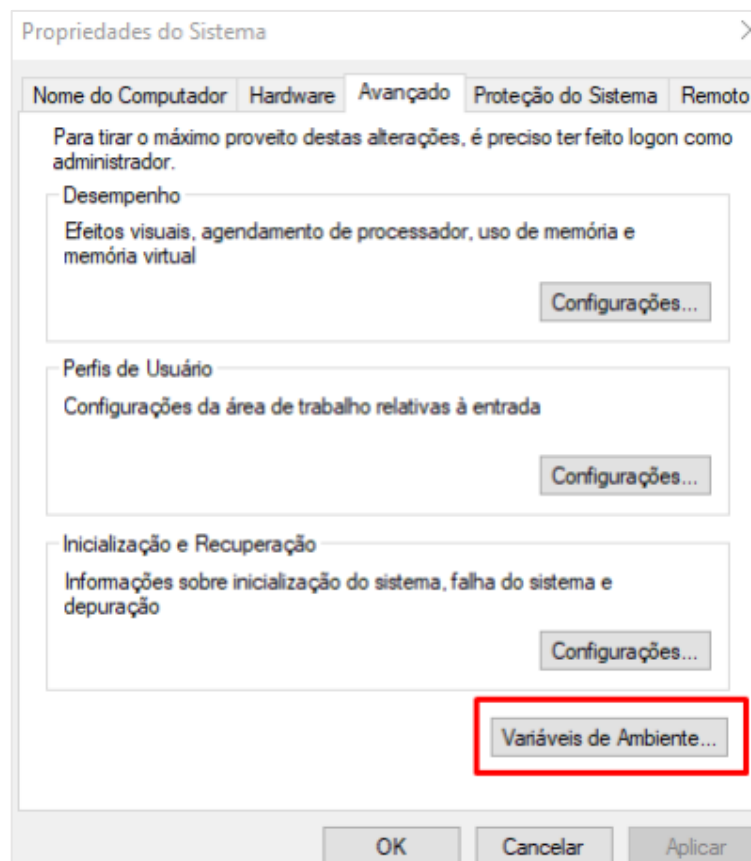 Propriedades do Sistema
Nome do Computador Hardware Avançado Proteção do Sistema Remoto
Para tirar o máximo proveito destas alterações, é preciso ter feito logon como
administrador.
Desempenho
Efeitos visuais, agendamento de processador, uso de memória e
memória virtual
Configurações...
Perfis de Usuário
Configurações da área de trabalho relativas à entrada
Configurações...
Inicialização e Recuperação
Informações sobre inicialização do sistema, falha do sistema e
depuração
Configurações...
Variáveis de Ambiente...
OK Cancelar Aplicar